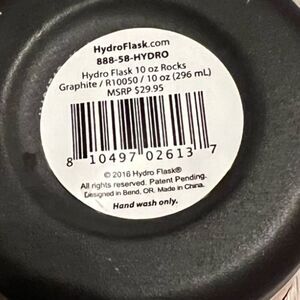 HydroFlask.com
888-58-HYDRO
Hydro Flask 10 oz Rocks
Graphite / R10050 / 10 oz (296 mL)
MSRP $29.95
8 10497 02613 7
© 2016 Hydro Flask®
All rights reserved. Patent Pending.
Designed in Bend, OR. Made in China.
Hand wash only.